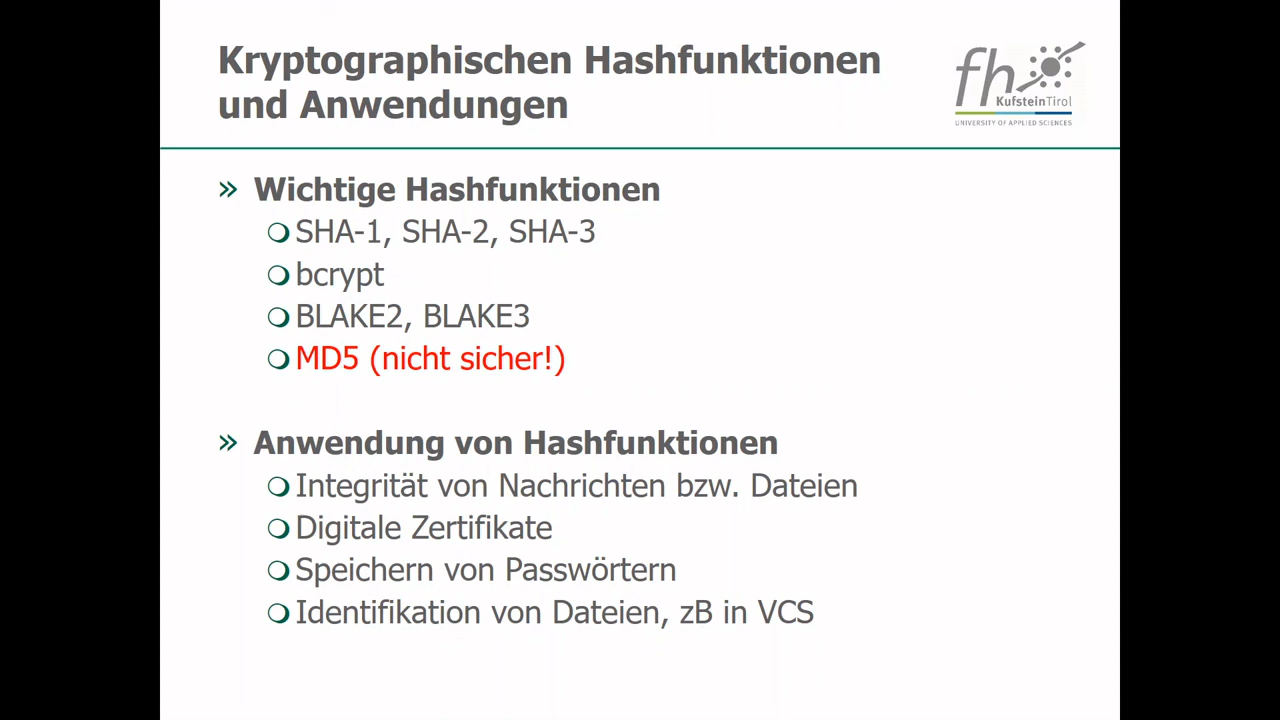 Kryptographischen Hashfunktionen
und Anwendungen
fh
KufsteinTirol
UNIVERSITY OF APPLIED SCIENCES
» Wichtige Hashfunktionen
SHA-1, SHA-2, SHA-3
bcrypt
BLAKE2, BLAKE3
MD5 (nicht sicher!)
» Anwendung von Hashfunktionen
Integrität von Nachrichten bzw. Dateien
Digitale Zertifikate
Speichern von Passwörtern
Identifikation von Dateien, zB in VCS